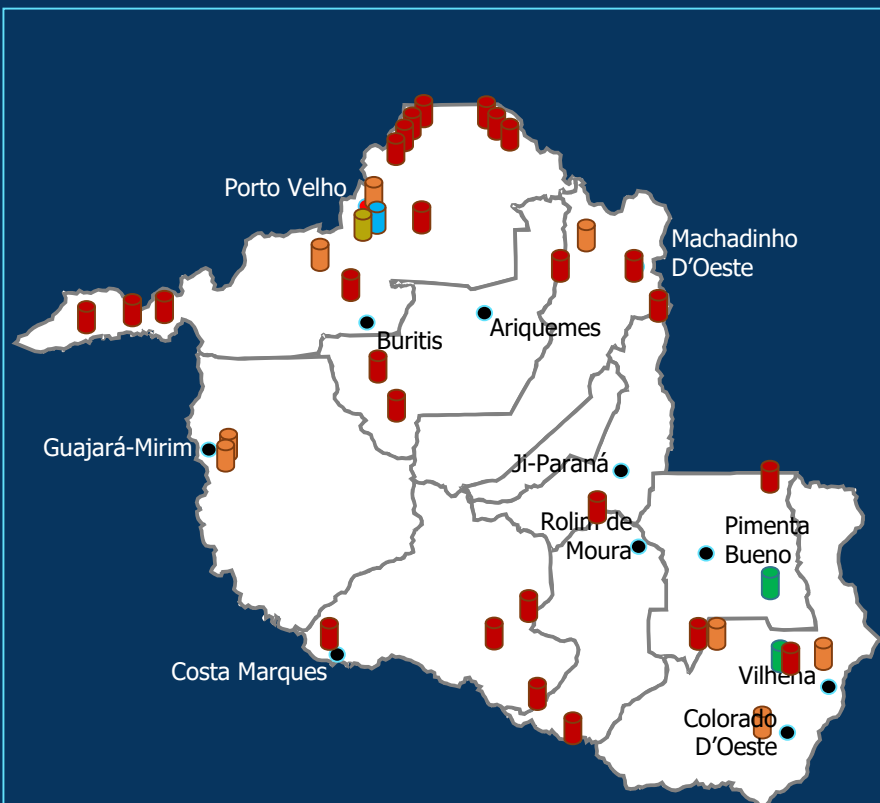 Porto Velho
Machadinho
D'Oeste
Buritis
Ariquemes
Guajará-Mirim
Ji-Paraná
Rolim de
Moura
Pimenta
Bueno
Costa Marques
Vilhena
Colorado
D'Oeste